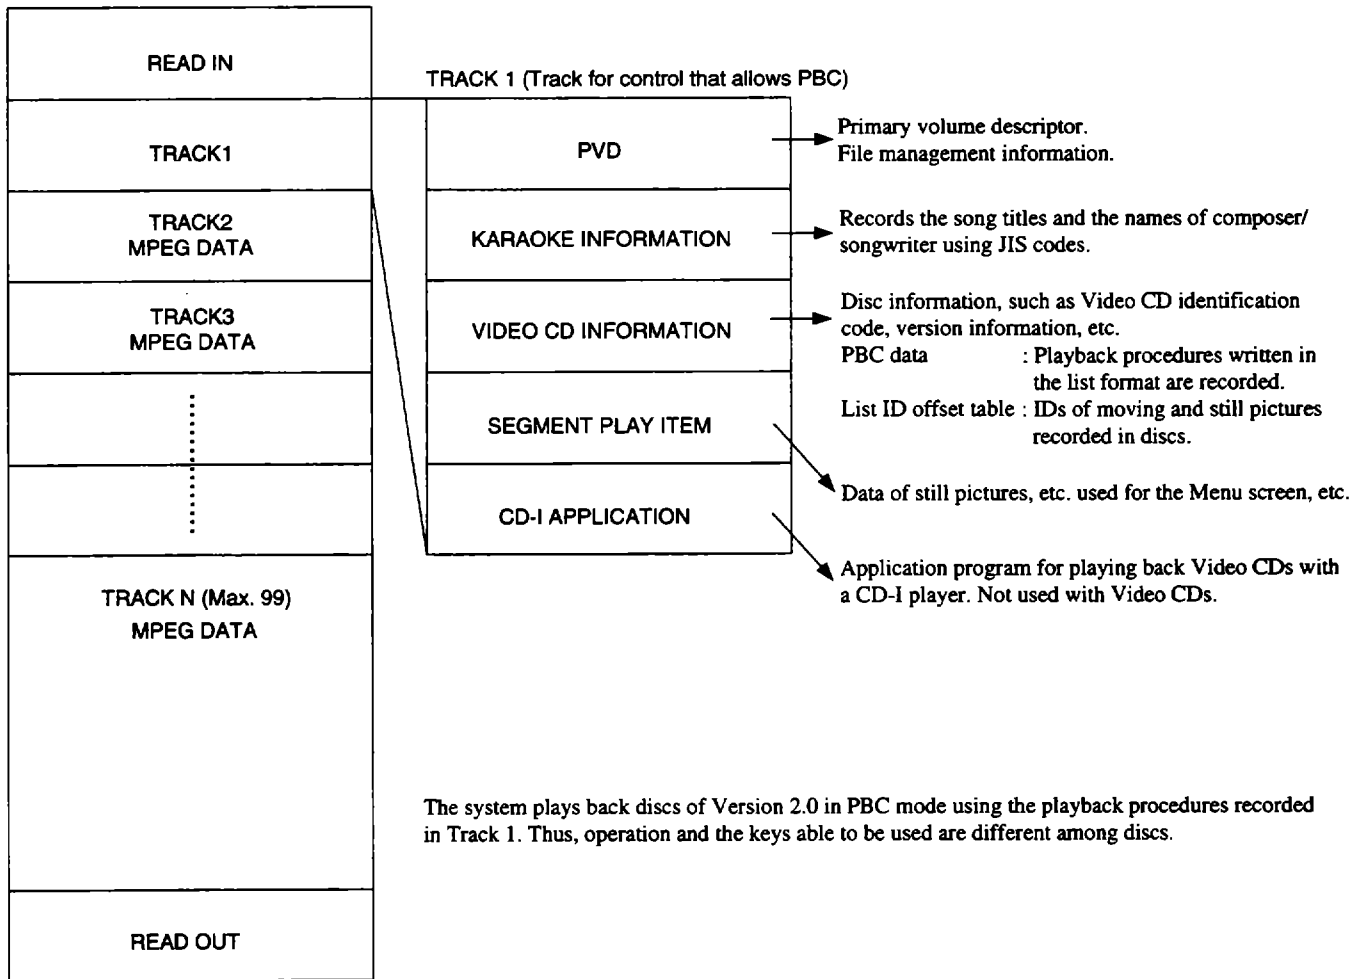 READ IN
TRACK1
TRACK2
MPEG DATA
TRACK3
MPEG DATA
TRACK N (Max. 99)
MPEG DATA
READ OUT
TRACK 1 (Track for control that allows PBC)
PVD
KARAOKE INFORMATION
VIDEO CD INFORMATION
SEGMENT PLAY ITEM
CD-I APPLICATION
Primary volume descriptor.
File management information.
Records the song titles and the names of composer/
songwriter using JIS codes.
Disc information, such as Video CD identification
code, version information, etc.
PBC data : Playback procedures written in
the list format are recorded.
List ID offset table : IDs of moving and still pictures
recorded in discs.
Data of still pictures, etc. used for the Menu screen, etc.
Application program for playing back Video CDs with
a CD-I player. Not used with Video CDs.
The system plays back discs of Version 2.0 in PBC mode using the playback procedures recorded
in Track 1. Thus, operation and the keys able to be used are different among discs.